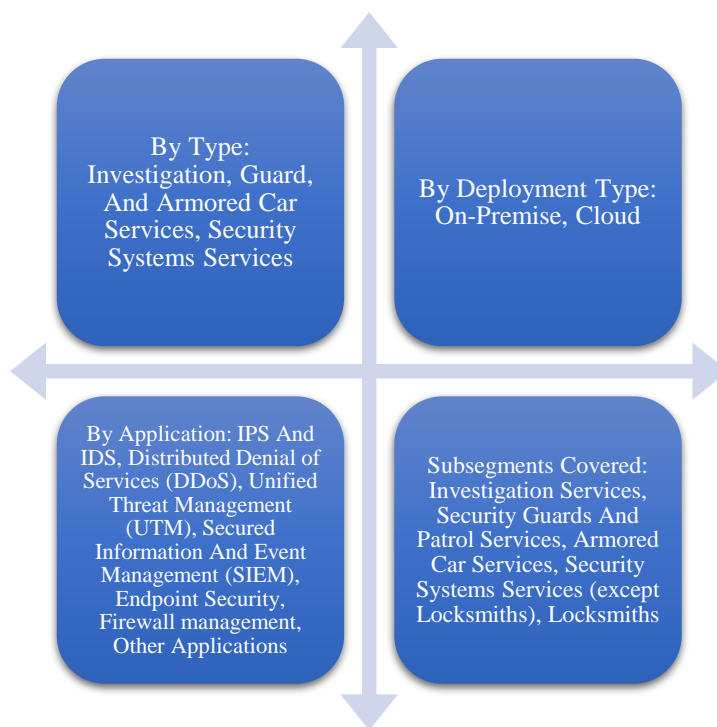 By Type:
Investigation, Guard,
And Armored Car
Services, Security
Systems Services
By Deployment Type:
On-Premise, Cloud
By Application: IPS And
IDS, Distributed Denial of
Services (DDoS), Unified
Threat Management
(UTM), Secured
Information And Event
Management (SIEM),
Endpoint Security,
Firewall management,
Other Applications
Subsegments Covered:
Investigation Services,
Security Guards And
Patrol Services, Armored
Car Services, Security
Systems Services (except
Locksmiths), Locksmiths